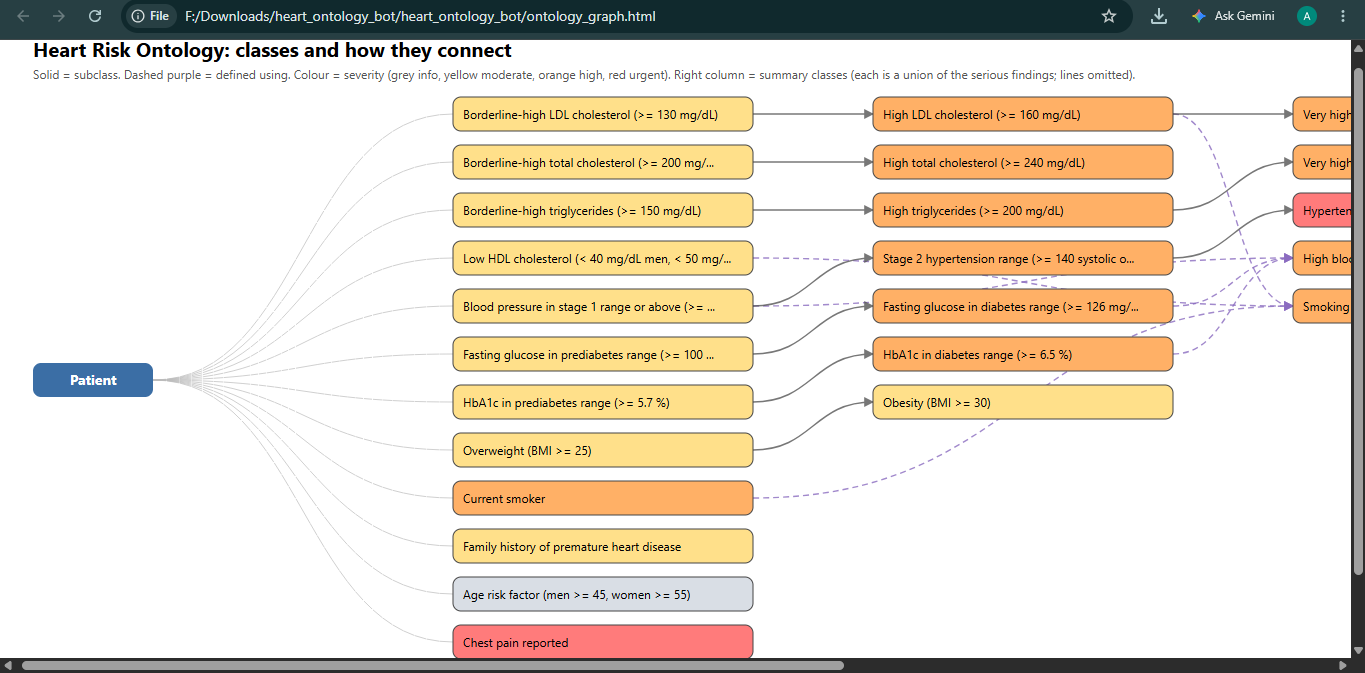 File
F:/Downloads/heart_ontology_bot/heart_ontology_bot/ontology_graph.html
Ask Gemini
A
Heart Risk Ontology: classes and how they connect
Solid = subclass. Dashed purple = defined using. Colour = severity (grey info, yellow moderate, orange high, red urgent). Right column = summary classes (each is a union of the serious findings; lines omitted).
Patient
Borderline-high LDL cholesterol (>= 130 mg/dL)
Borderline-high total cholesterol (>= 200 mg/...
Borderline-high triglycerides (>= 150 mg/dL)
Low HDL cholesterol (< 40 mg/dL men, < 50 mg/...
Blood pressure in stage 1 range or above (>= ...
Fasting glucose in prediabetes range (>= 100 ...
HbA1c in prediabetes range (>= 5.7 %)
Overweight (BMI >= 25)
Current smoker
Family history of premature heart disease
Age risk factor (men >= 45, women >= 55)
Chest pain reported
High LDL cholesterol (>= 160 mg/dL)
High total cholesterol (>= 240 mg/dL)
High triglycerides (>= 200 mg/dL)
Stage 2 hypertension range (>= 140 systolic o...
Fasting glucose in diabetes range (>= 126 mg/...
HbA1c in diabetes range (>= 6.5 %)
Obesity (BMI >= 30)
Very high
Very high
Hyperten
High bloo
Smoking